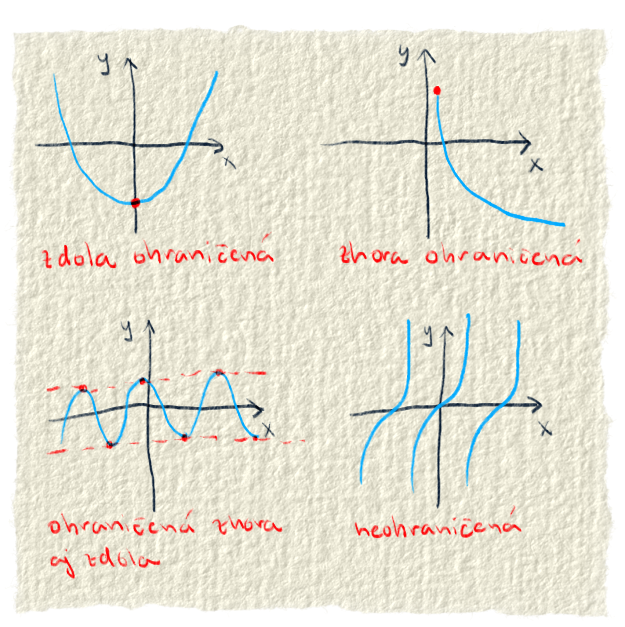 y
x
zdola ohraničená
y
x
zhora ohraničená
y
x
ohraničená zhora
aj zdola
y
x
neohraničená